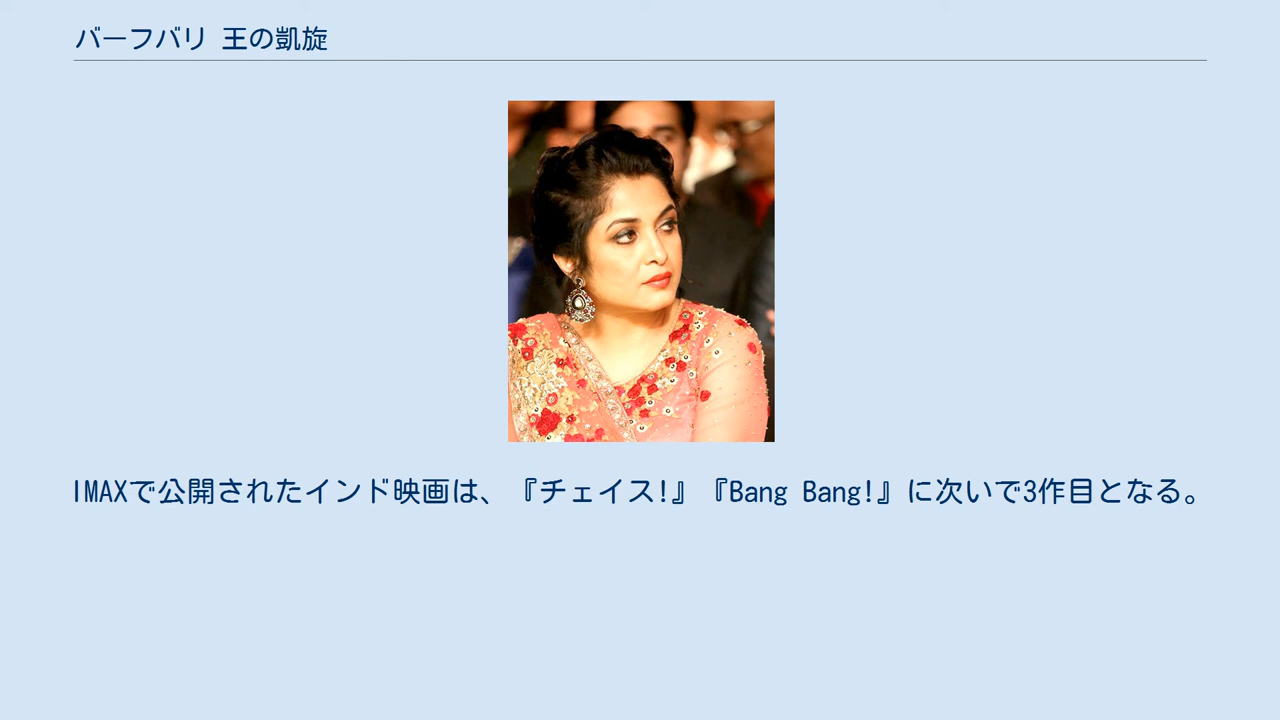 バーフバリ 王の凱旋
IMAXで公開されたインド映画は、『チェイス!』『Bang Bang!』に次いで3作目となる。